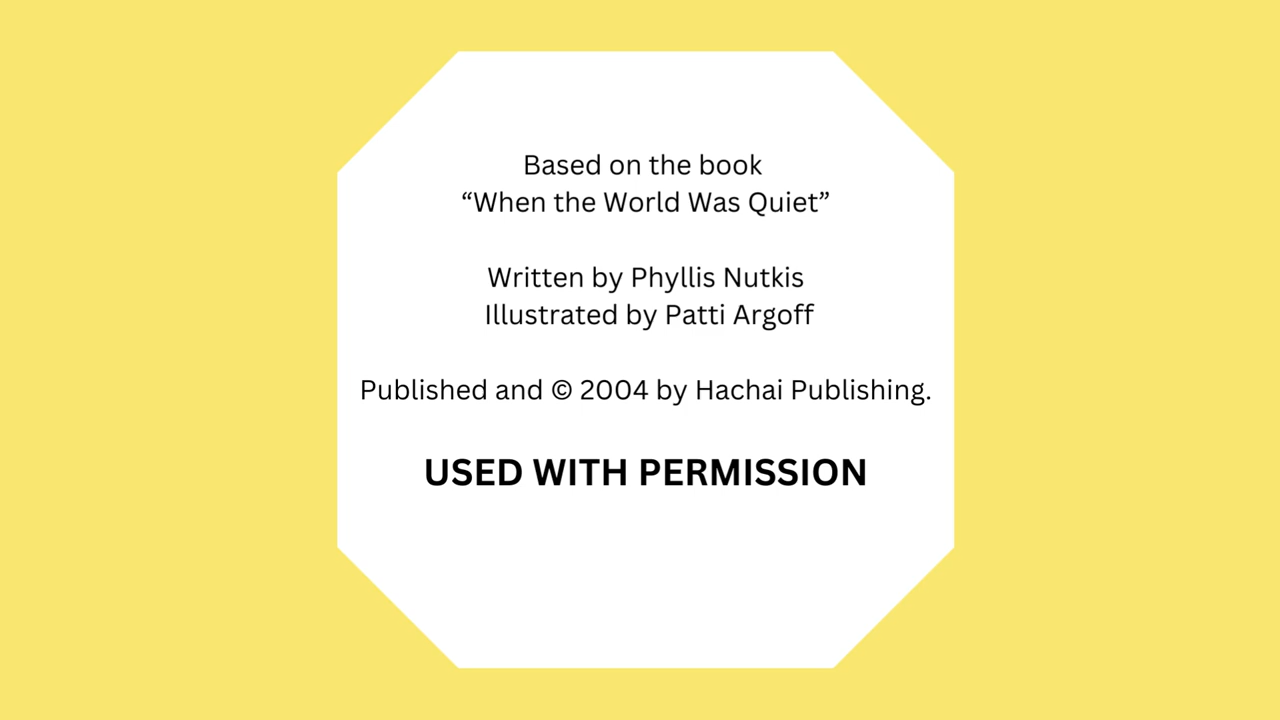 Based on the book
“When the World Was Quiet”
Written by Phyllis Nutkis
Illustrated by Patti Argoff
Published and © 2004 by Hachai Publishing.
USED WITH PERMISSION